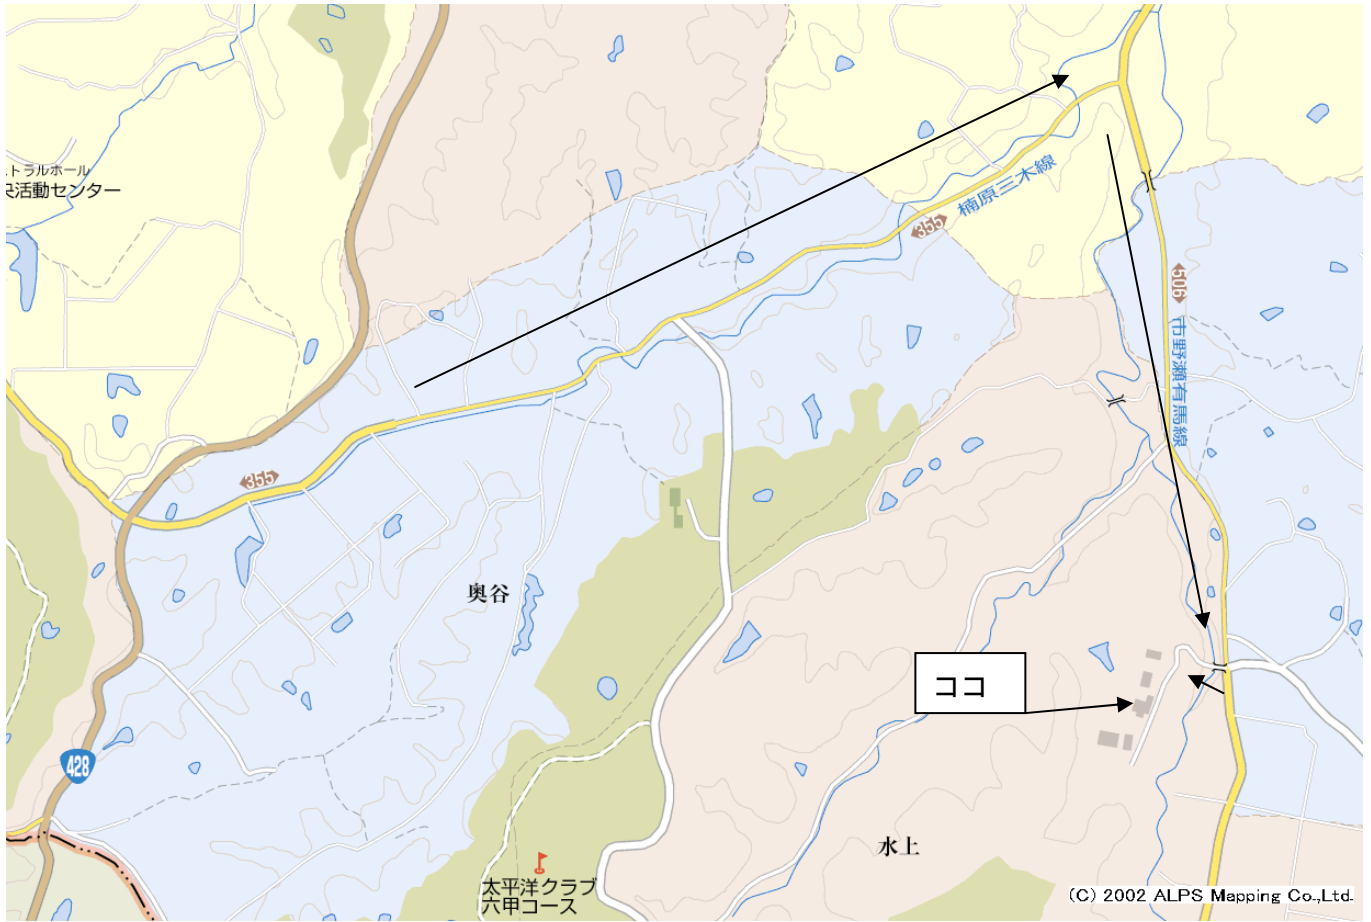 トラルホール
央活動センター
楠原三木線
355
506
市野瀬有馬線
355
奥谷
ココ
428
水上
太平洋クラブ
六甲コース
(C) 2002 ALPS Mapping Co.,Ltd.